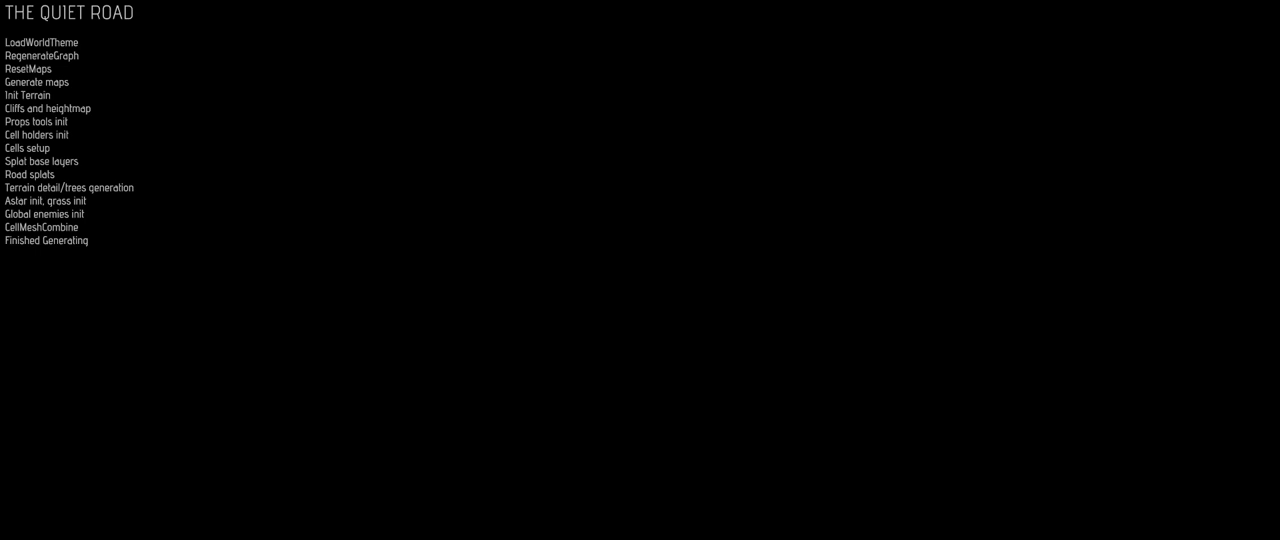 THE QUIET ROAD
LoadWorldTheme
RegenerateGraph
ResetMaps
Generate maps
Init Terrain
Cliffs and heightmap
Props tools init
Cell holders init
Cells setup
Splat base layers
Road splats
Terrain detail/trees generation
Astar init, grass init
Global enemies init
CellMeshCombine
Finished Generating